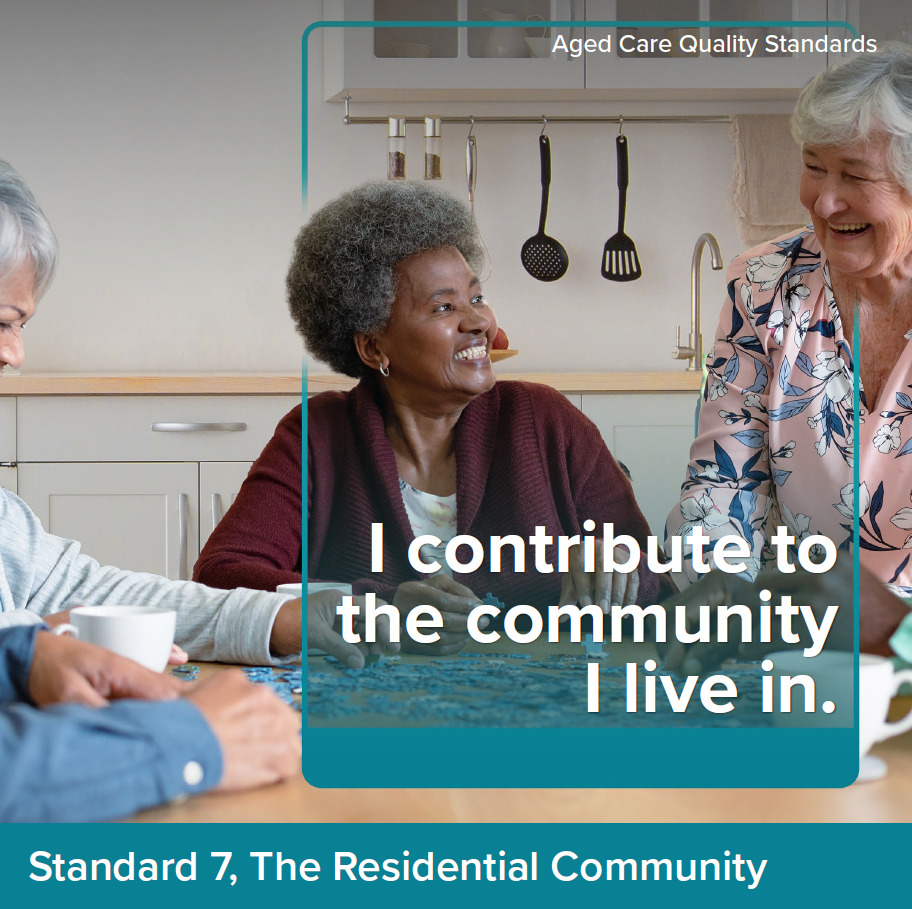 Aged Care Quality Standards
I contribute to
the community
I live in.
Standard 7, The Residential Community